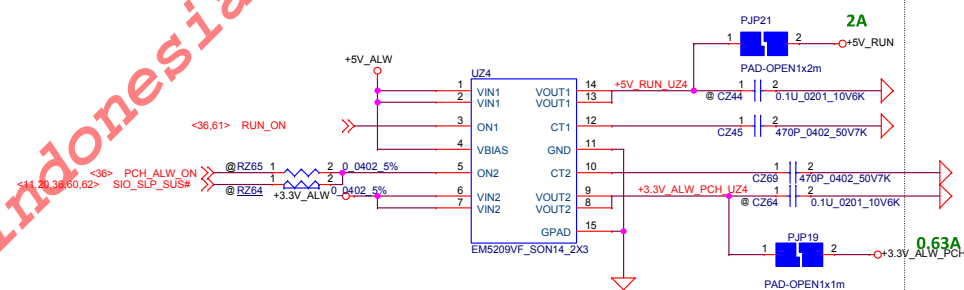 PJP21
2A
1 2
+5V_RUN
PAD-OPEN1x2m
+5V_ALW
UZ4
1 VIN1 VOUT1 14 +5V_RUN_UZ4
2 VIN1 VOUT1 13
@ CZ44 1 2 0.1U_0201_10V6K
<36,61> RUN_ON 3 ON1 CT1 12
CZ45 1 2 470P_0402_50V7K
4 VBIAS GND 11
<36> PCH_ALW_ON @ RZ65 1 2 0_0402_5% 5 ON2 CT2 10
CZ69 1 2 470P_0402_50V7K
<11,20,36,60,62> SIO_SLP_SUS# @ RZ64 1 2 0_0402_5%
+3.3V_ALW 6 VIN2 VOUT2 9 +3.3V_ALW_PCH_UZ4
7 VIN2 VOUT2 8
@ CZ64 1 2 0.1U_0201_10V6K
GPAD 15
EM5209VF_SON14_2X3
PJP19
0.63A
1 2
+3.3V_ALW_PCH
PAD-OPEN1x1m
Indonesia